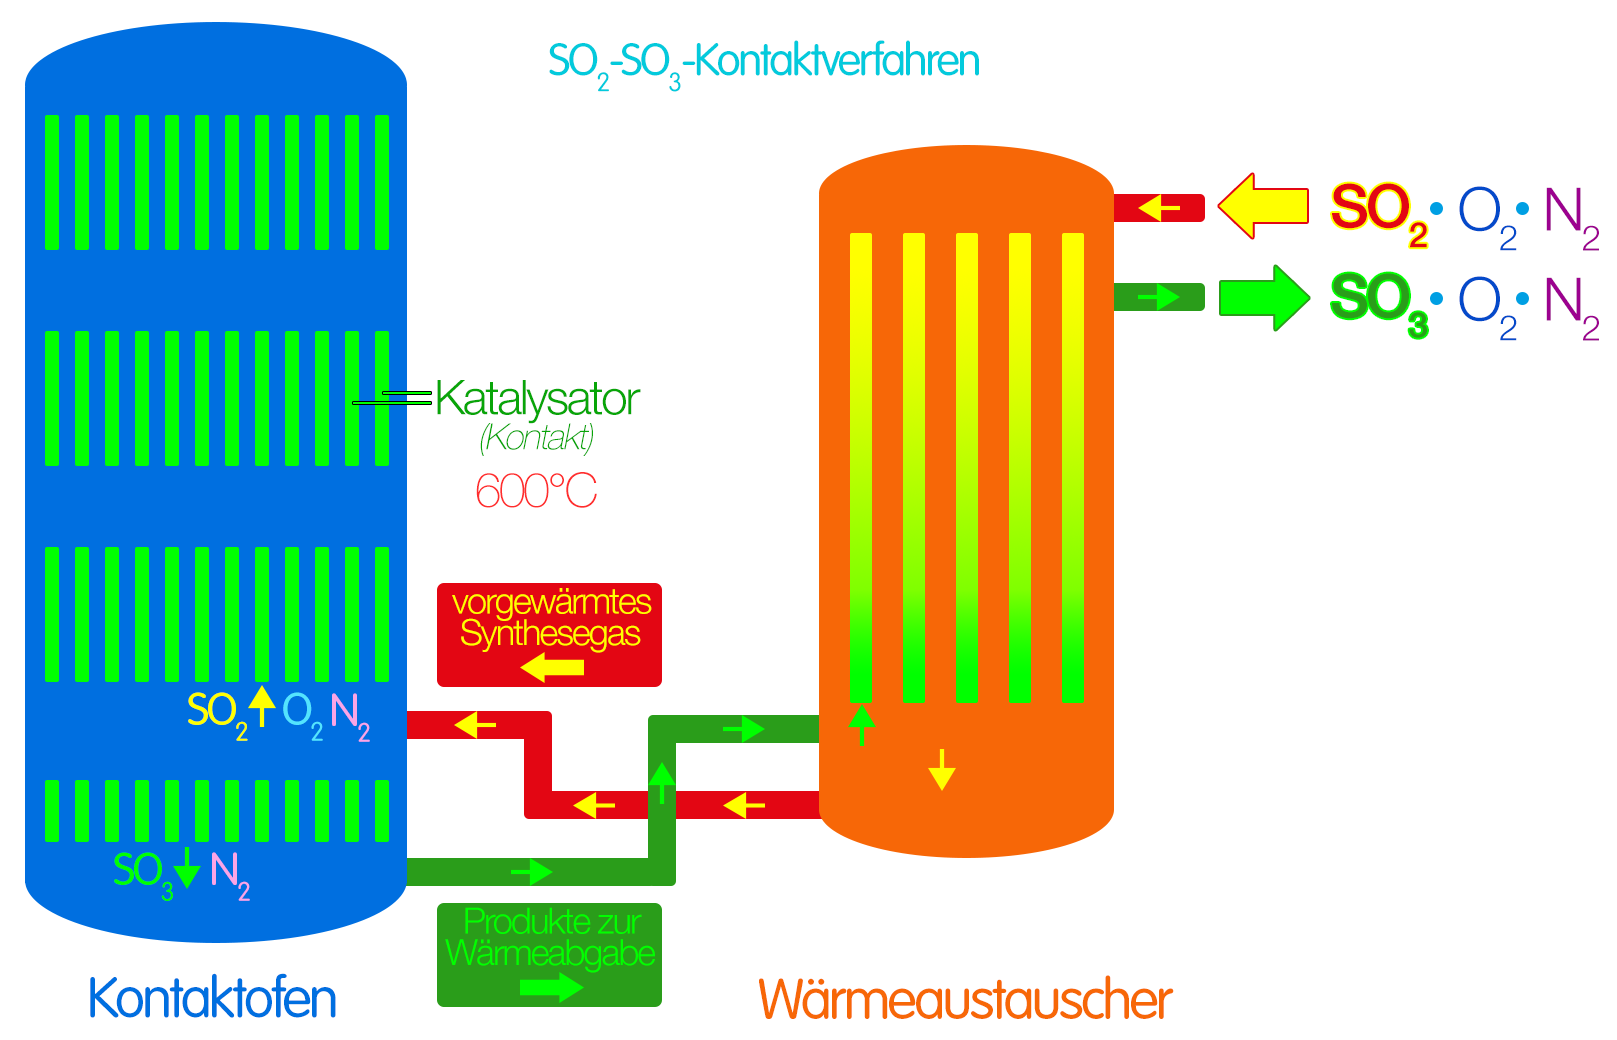 SO₂-SO₃-Kontaktverfahren
SO₂ · O₂ · N₂
SO₃ · O₂ · N₂
Katalysator
(Kontakt)
600°C
vorgewärmtes
Synthesegas
SO₂ O₂ N₂
SO₃ N₂
Produkte zur
Wärmeabgabe
Kontaktofen
Wärmeaustauscher